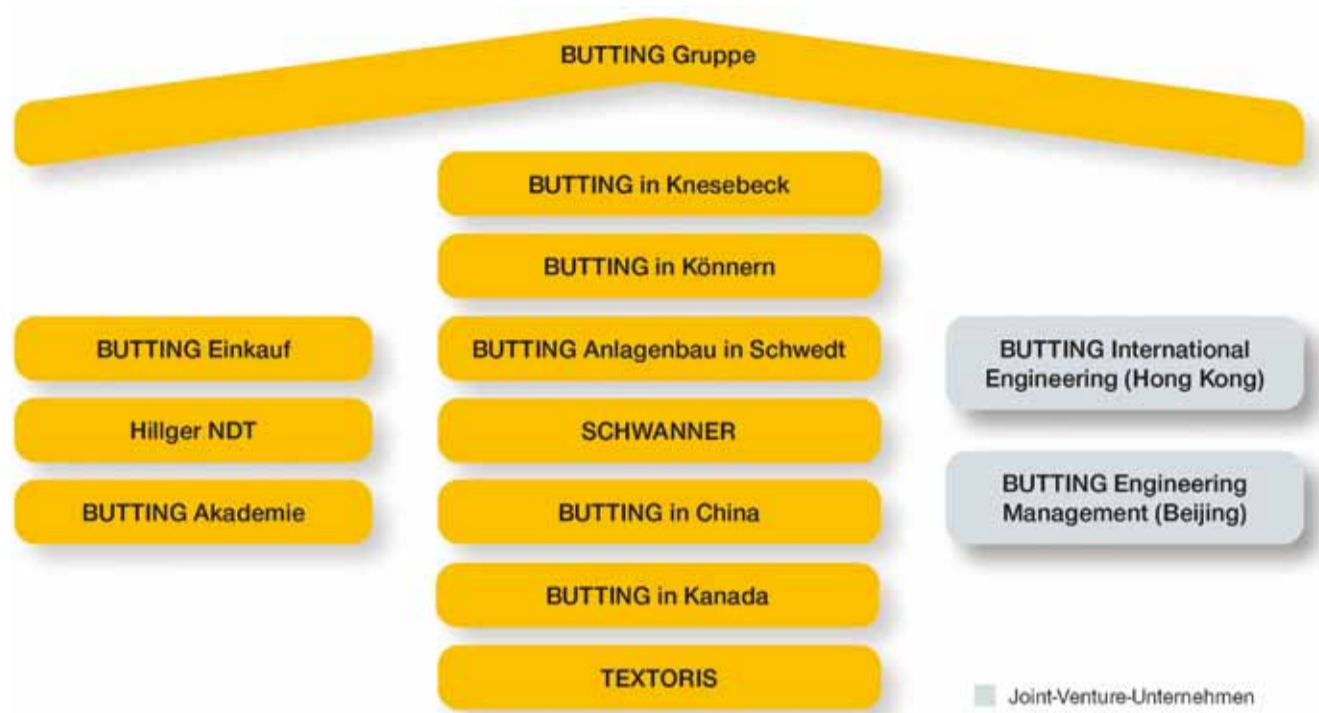 BUTTING Gruppe
BUTTING in Knesebeck
BUTTING in Könnern
BUTTING Einkauf
BUTTING Anlagenbau in Schwedt
BUTTING International
Engineering (Hong Kong)
Hillger NDT
SCHWANNER
BUTTING Akademie
BUTTING in China
BUTTING Engineering
Management (Beijing)
BUTTING in Kanada
TEXTORIS
Joint-Venture-Unternehmen